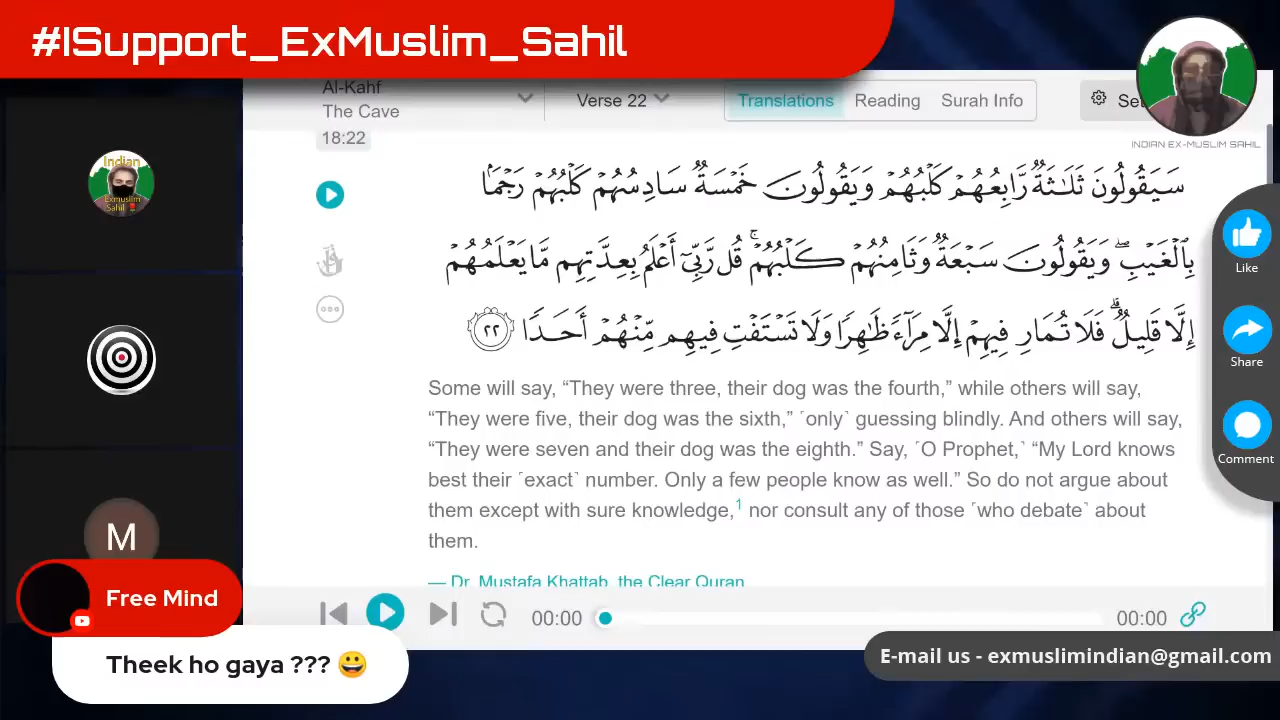 #ISupport_ExMuslim_Sahil
INDIAN EX-MUSLIM SAHIL
Al-Kahf
The Cave
Verse 22
Translations
Reading
Surah Info
18:22
سَيَقُولُونَ ثَلَـٰثَةٌ رَّابِعُهُمْ كَلْبُهُمْ وَيَقُولُونَ خَمْسَةٌ سَادِسُهُمْ كَلْبُهُمْ رَجْمًۢا
بِٱلْغَيْبِ ۖ وَيَقُولُونَ سَبْعَةٌ وَثَامِنُهُمْ كَلْبُهُمْ ۚ قُل رَّبِّىٓ أَعْلَمُ بِعِدَّتِهِم مَّا يَعْلَمُهُمْ
إِلَّا قَلِيلٌ ۗ فَلَا تُمَارِ فِيهِمْ إِلَّا مِرَآءً ظَـٰهِرًا وَلَا تَسْتَفْتِ فِيهِم مِّنْهُمْ أَحَدًا ٢٢
Some will say, “They were three, their dog was the fourth,” while others will say,
“They were five, their dog was the sixth,” ˹only˺ guessing blindly. And others will say,
“They were seven and their dog was the eighth.” Say, ˹O Prophet,˺ “My Lord knows
best their ˹exact˺ number. Only a few people know as well.” So do not argue about
them except with sure knowledge,1 nor consult any of those ˹who debate˺ about
them.
— Dr. Mustafa Khattab, the Clear Quran
00:00
00:00
Indian
Exmuslim
Sahil
M
Free Mind
Theek ho gaya ??? 😀
Like
Share
Comment
E-mail us - exmuslimindian@gmail.com